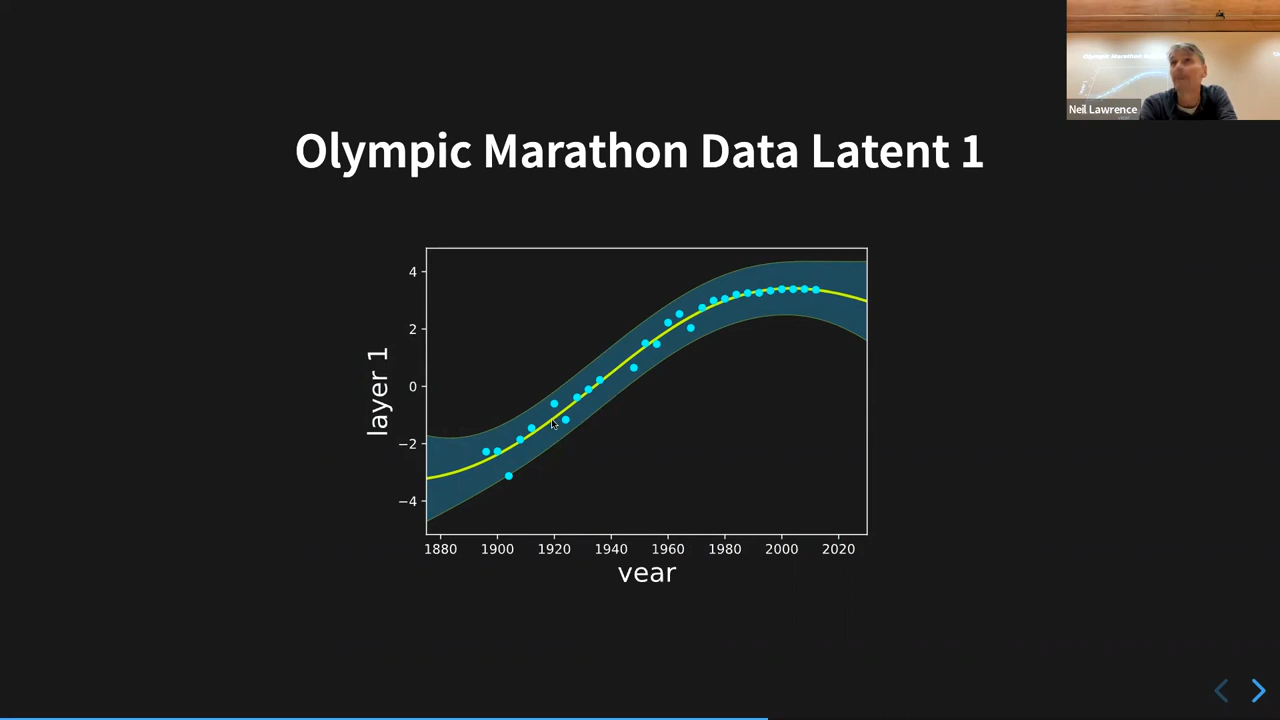 Olympic Marathon Data Latent 1
Neil Lawrence
layer 1
4
2
0
−2
−4
1880 1900 1920 1940 1960 1980 2000 2020
year